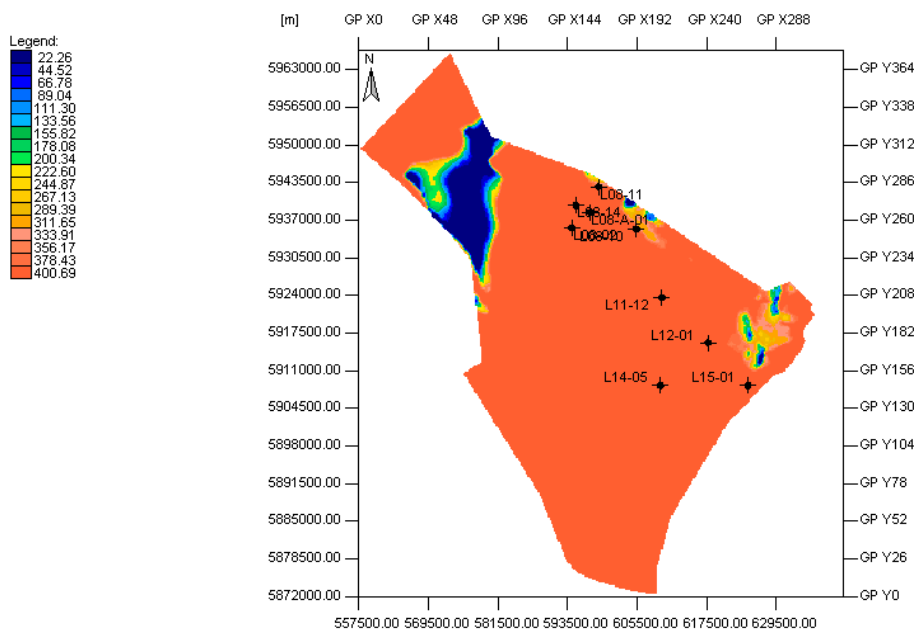 [m] GP X0 GP X48 GP X96 GP X144 GP X192 GP X240 GP X288
Legend:
22.26
44.52
66.78
89.04
111.30
133.56
155.82
178.08
200.34
222.60
244.87
267.13
289.39
311.65
333.91
356.17
378.43
400.69
N
5963000.00 GP Y364
5956500.00 GP Y338
5950000.00 GP Y312
5943500.00 GP Y286
L08-11
5937000.00 GP Y260
L08-A-01
5930500.00 GP Y234
5924000.00 GP Y208
L11-12
5917500.00 L12-01 GP Y182
5911000.00 GP Y156
L14-05 L15-01
5904500.00 GP Y130
5898000.00 GP Y104
5891500.00 GP Y78
5885000.00 GP Y52
5878500.00 GP Y26
5872000.00 GP Y0
557500.00 569500.00 581500.00 593500.00 605500.00 617500.00 629500.00